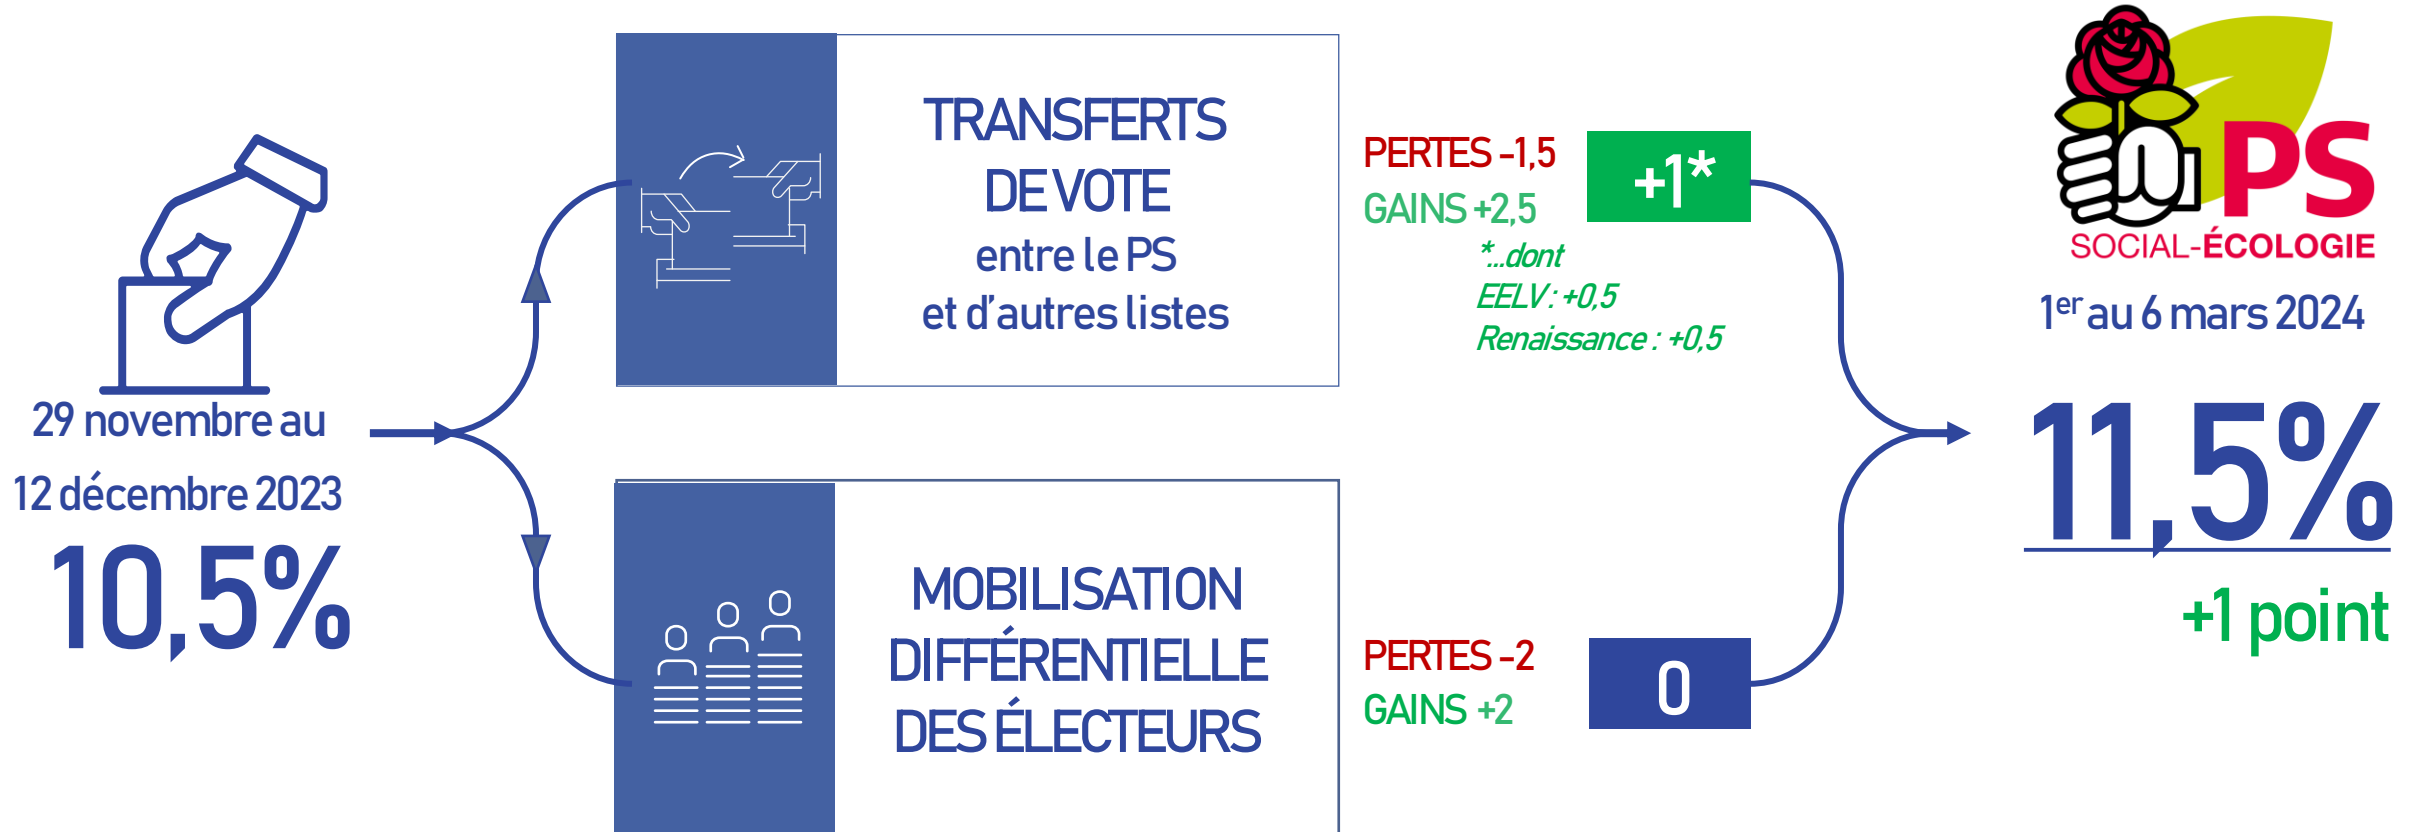 29 novembre au
12 décembre 2023
10,5%
TRANSFERTS
DE VOTE
entre le PS
et d'autres listes
PERTES -1,5
GAINS +2,5
+1*
*...dont
EELV : +0,5
Renaissance : +0,5
MOBILISATION
DIFFÉRENTIELLE
DES ÉLECTEURS
PERTES -2
GAINS +2
0
PS
SOCIAL-ÉCOLOGIE
1er au 6 mars 2024
11,5%
+1 point